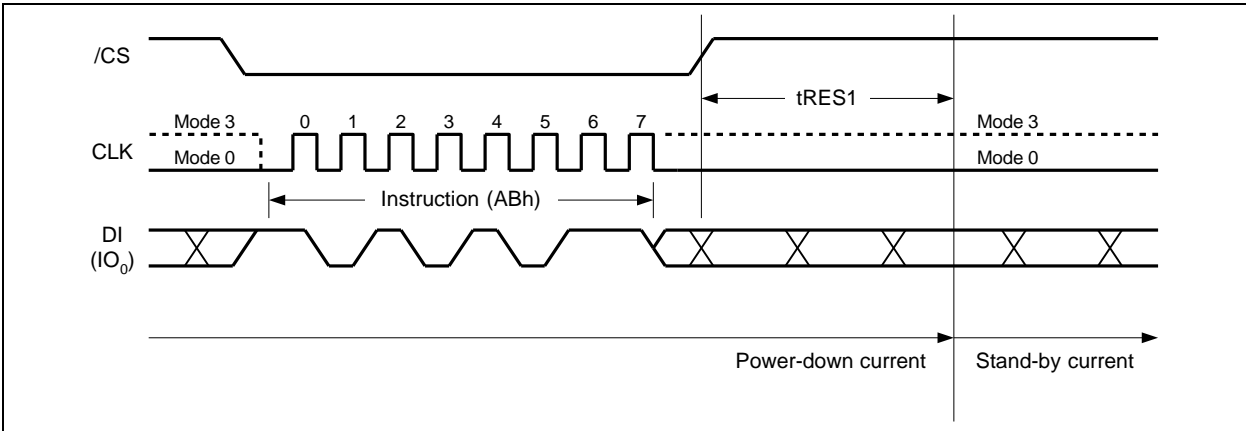 /CS
tRES1
Mode 3 0 1 2 3 4 5 6 7 Mode 3
CLK
Mode 0 Mode 0
Instruction (ABh)
DI
(IO0)
Power-down current Stand-by current